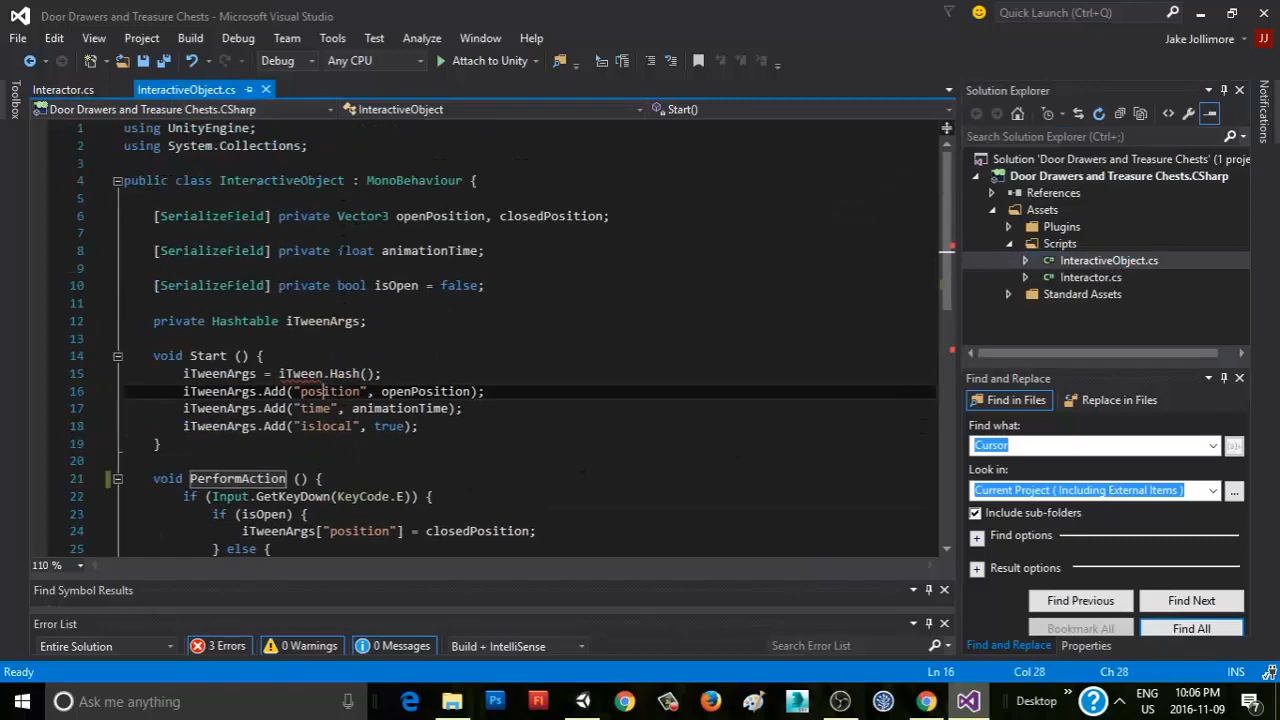 Door Drawers and Treasure Chests - Microsoft Visual Studio
Quick Launch (Ctrl+Q)
File Edit View Project Build Debug Team Tools Test Analyze Window Help
Jake Jollimore JJ
Debug Any CPU Attach to Unity
Toolbox
Interactor.cs InteractiveObject.cs
Door Drawers and Treasure Chests.CSharp InteractiveObject Start()
1 using UnityEngine;
2 using System.Collections;
3
4 public class InteractiveObject : MonoBehaviour {
5
6 [SerializeField] private Vector3 openPosition, closedPosition;
7
8 [SerializeField] private float animationTime;
9
10 [SerializeField] private bool isOpen = false;
11
12 private Hashtable iTweenArgs;
13
14 void Start () {
15 iTweenArgs = iTween.Hash();
16 iTweenArgs.Add("position", openPosition);
17 iTweenArgs.Add("time", animationTime);
18 iTweenArgs.Add("islocal", true);
19 }
20
21 void PerformAction () {
22 if (Input.GetKeyDown(KeyCode.E)) {
23 if (isOpen) {
24 iTweenArgs["position"] = closedPosition;
25 } else {
110 %
Find Symbol Results
Error List
Entire Solution 3 Errors 0 Warnings 0 Messages Build + IntelliSense Search Error List
Solution Explorer
Search Solution Explorer (Ctrl+;)
Solution 'Door Drawers and Treasure Chests' (1 proje
Door Drawers and Treasure Chests.CSharp
References
Assets
Plugins
Scripts
InteractiveObject.cs
Interactor.cs
Standard Assets
Notifications
Find and Replace
Find in Files Replace in Files
Find what:
Cursor
Look in:
Current Project ( Including External Items )
...
Include sub-folders
Find options
Result options
Find Previous Find Next
Bookmark All Find All
Find and Replace Properties
Ready Ln 16 Col 28 Ch 28 INS
Ask me anything
Desktop
ENG
US
10:06 PM
2016-11-09